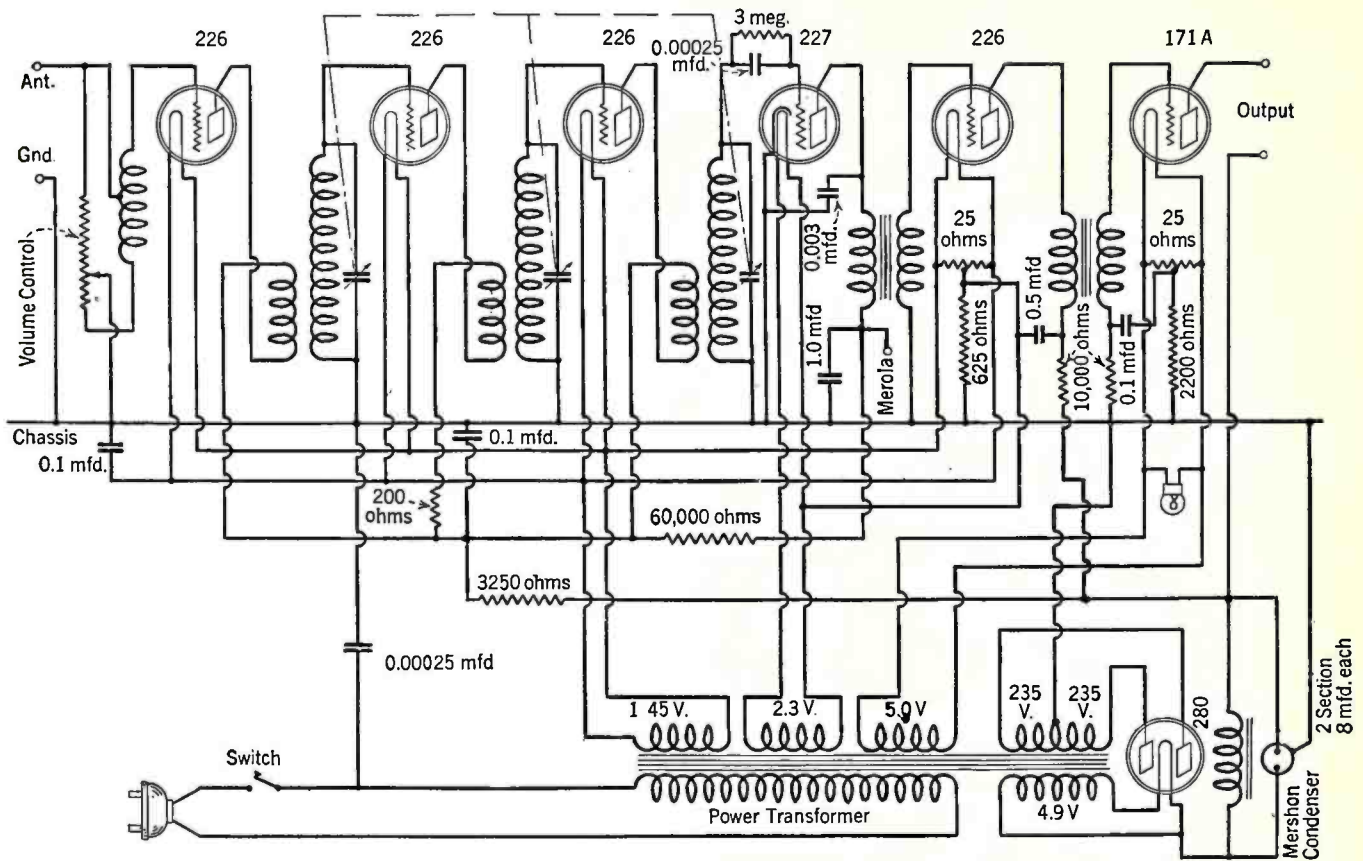 226
226
226
227
226
171 A
3 meg.
0.00025
mfd.
Ant.
Gnd.
Output
Volume Control
0.003
mfd.
25
ohms
25
ohms
0.5 mfd
625 ohms
1.0 mfd
Merola
10,000 ohms
0.1 mfd
2200 ohms
Chassis
0.1 mfd.
0.1 mfd.
200
ohms
60,000 ohms
3250 ohms
0.00025 mfd
1 45 V.
2.3 V.
5.0 V
235
V.
235
V.
280
2 Section
8 mfd. each
Switch
Power Transformer
4.9 V
Mershon
Condenser